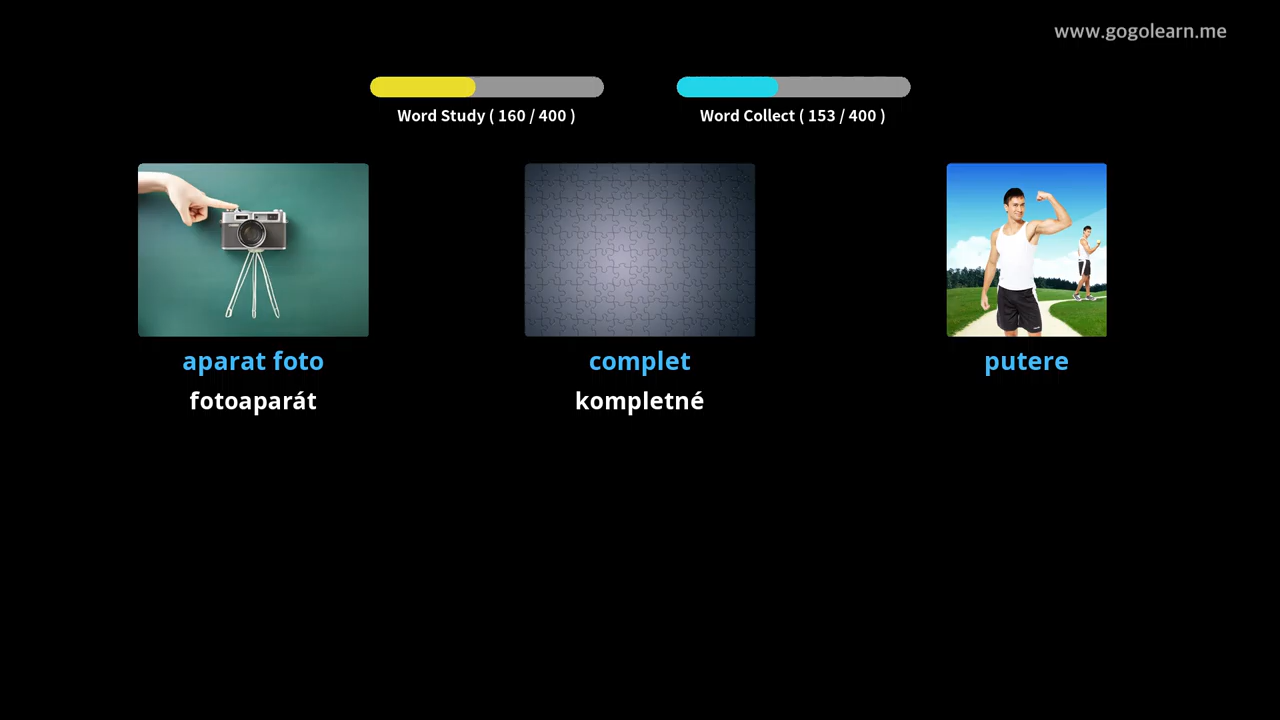 www.gogolearn.me
Word Study ( 160 / 400 )
Word Collect ( 153 / 400 )
aparat foto
complet
putere
fotoaparát
kompletné